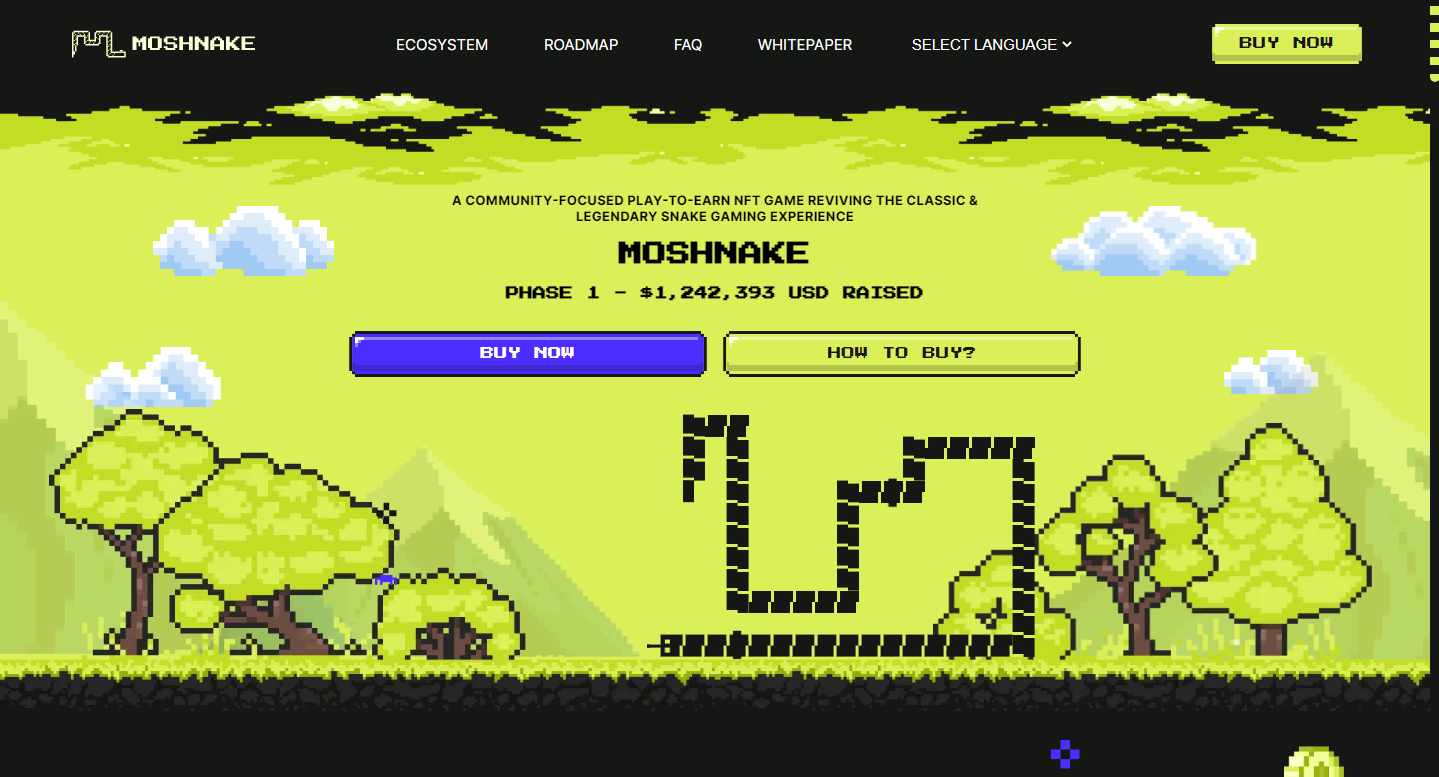 MOSHNAKE
ECOSYSTEM
ROADMAP
FAQ
WHITEPAPER
SELECT LANGUAGE
BUY NOW
A COMMUNITY-FOCUSED PLAY-TO-EARN NFT GAME REVIVING THE CLASSIC &
LEGENDARY SNAKE GAMING EXPERIENCE
MOSHNAKE
PHASE 1 - $1,242,393 USD RAISED
BUY NOW
HOW TO BUY?